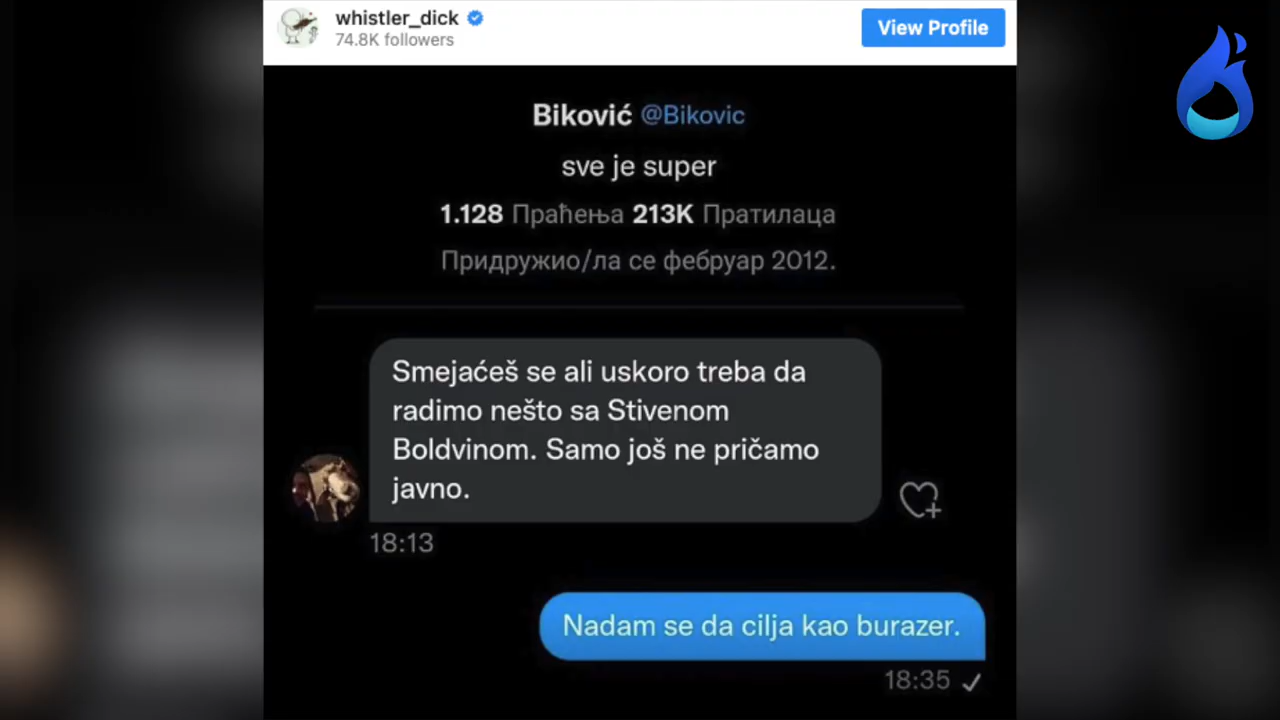 whistler_dick
74.8K followers
View Profile
Biković @Bikovic
sve je super
1.128 Праћења 213K Пратилаца
Придружио/ла се фебруар 2012.
Smejaćeš se ali uskoro treba da
radimo nešto sa Stivenom
Boldvinom. Samo još ne pričamo
javno.
18:13
Nadam se da cilja kao burazer.
18:35